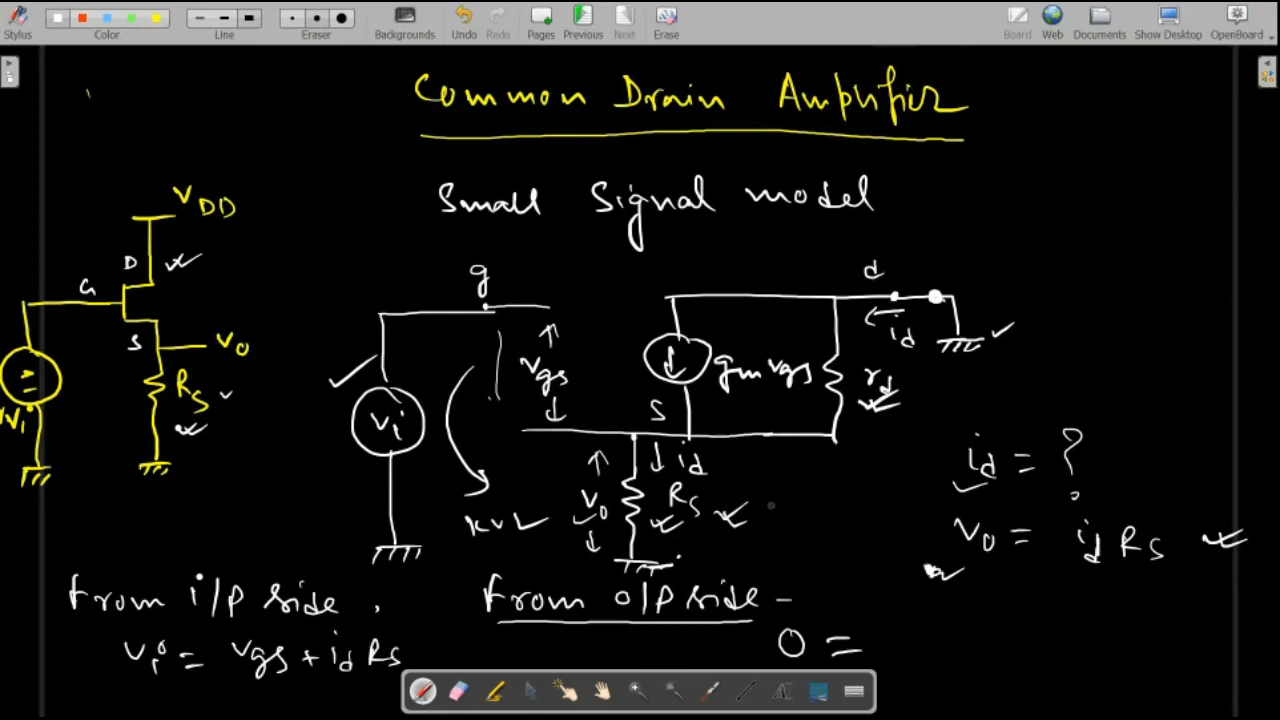 Stylus
Color
Line
Eraser
Backgrounds
Undo
Redo
Pages
Previous
Next
Erase
Board
Web
Documents
Show Desktop
OpenBoard
Common Drain Amplifier
Small Signal model
VDD
D
G
S
vo
Rs
vi
g
vi
vgs
KVL
gm vgs
S
d
id
rd
id
vo
Rs
id = ?
vo = id Rs
from i/p side,
vi = vgs + id Rs
from o/p side -
0 =